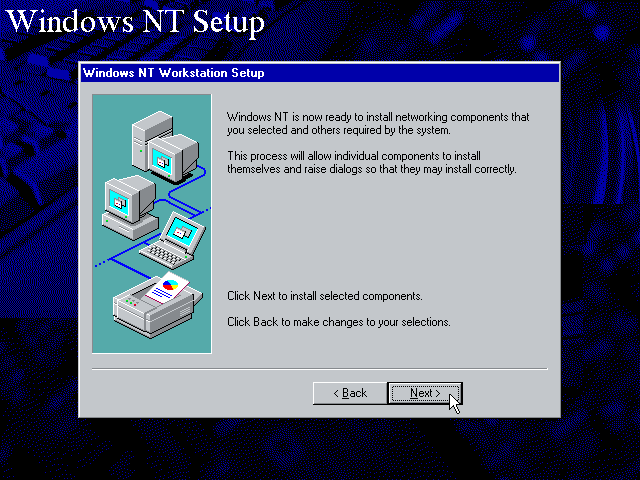 Windows NT Setup
Windows NT Workstation Setup
Windows NT is now ready to install networking components that
you selected and others required by the system.
This process will allow individual components to install
themselves and raise dialogs so that they may install correctly.
Click Next to install selected components.
Click Back to make changes to your selections.
< Back
Next >